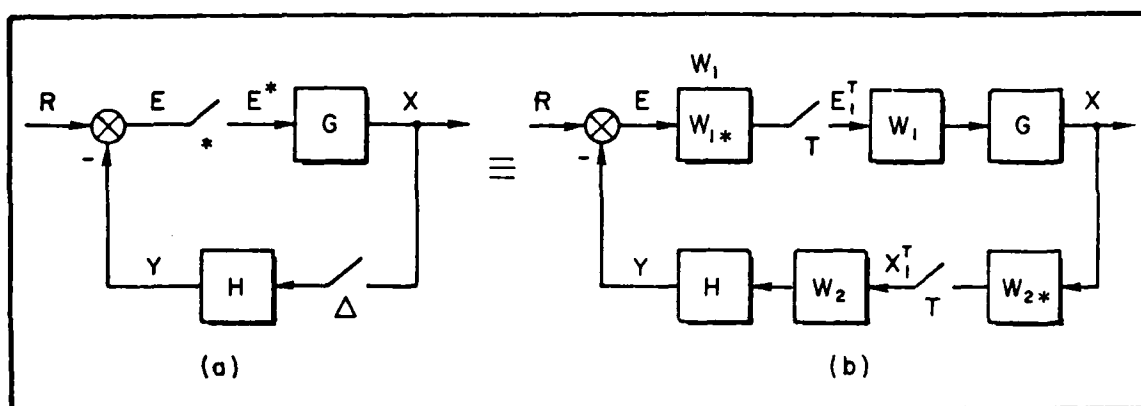 W₁
R E E* G X
*
-
≡
R E W₁* E₁ᵀ W₁ G X
T
-
Y H Δ
Y H W₂ X₁ᵀ T W₂*
(a) (b)